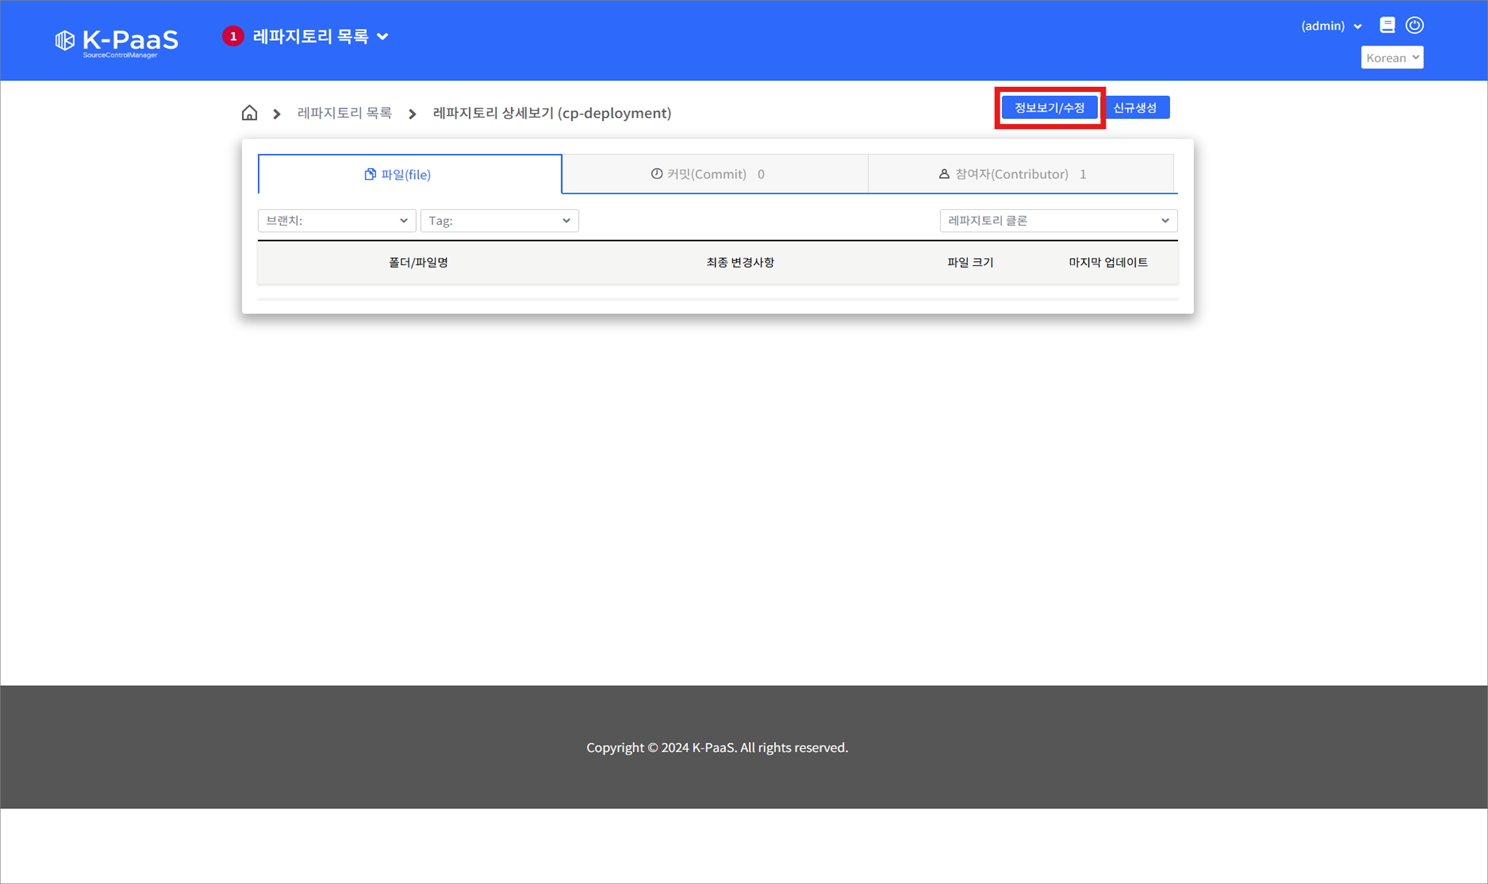 K-PaaS
SourceControlManager
1 레파지토리 목록
(admin)
Korean
레파지토리 목록 레파지토리 상세보기 (cp-deployment)
정보보기/수정 신규생성
파일(file) 커밋(Commit) 0 참여자(Contributor) 1
브랜치: Tag: 레파지토리 클론
폴더/파일명 최종 변경사항 파일 크기 마지막 업데이트
Copyright © 2024 K-PaaS. All rights reserved.